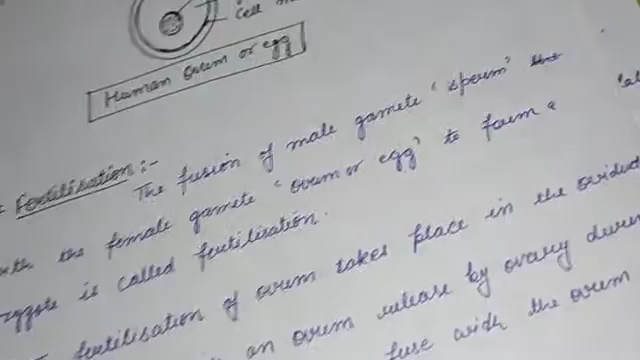 Cell
Human ovum or egg
Fertilisation :-
The fusion of male gamete 'sperm'
with the female gamete 'ovum or egg' to form a
zygote is called fertilisation.
fertilisation of ovum takes place in the oviduct
an ovum release by ovary
fuse with the ovum